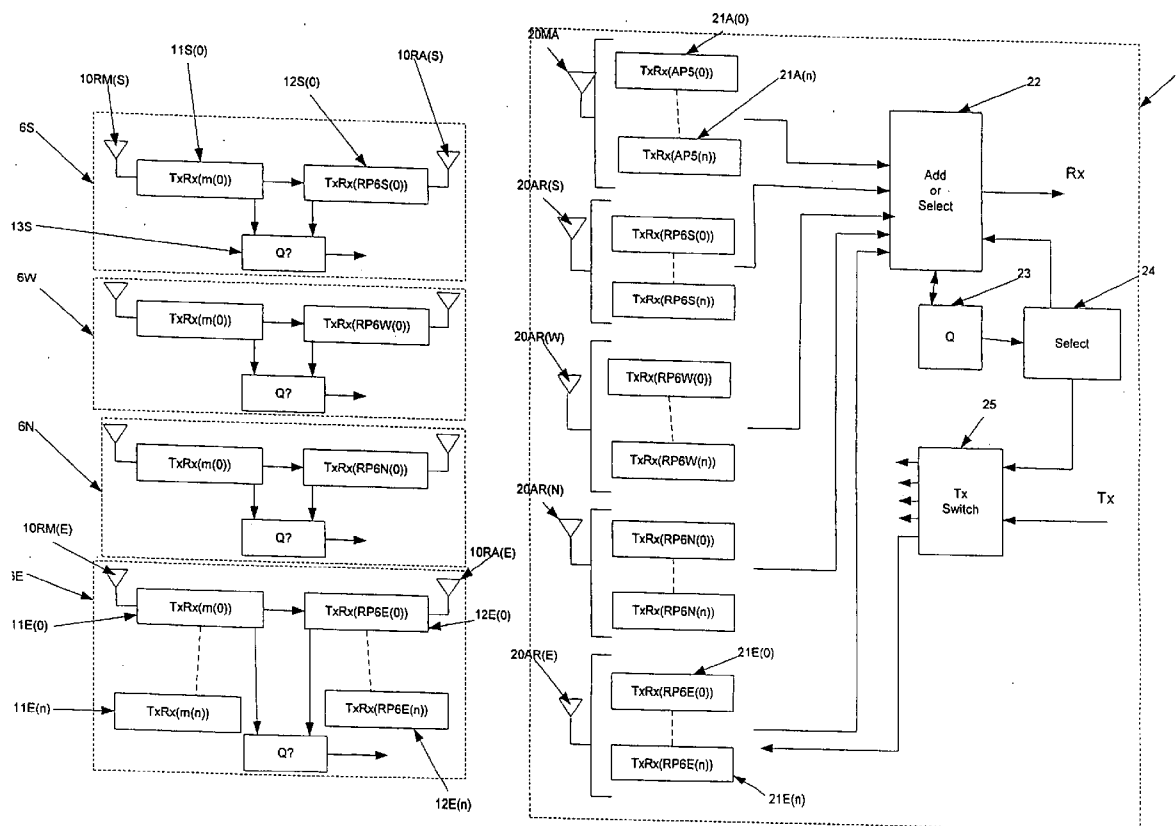 10RM(S)
11S(0)
12S(0)
10RA(S)
6S
TxRx(m(0))
TxRx(RP6S(0))
13S
Q?
6W
TxRx(m(0))
TxRx(RP6W(0))
Q?
6N
TxRx(m(0))
TxRx(RP6N(0))
Q?
10RM(E)
10RA(E)
TxRx(m(0))
TxRx(RP6E(0))
11E(0)
12E(0)
11E(n)
TxRx(m(n))
TxRx(RP6E(n))
Q?
12E(n)
20MA
21A(0)
TxRx(AP5(0))
21A(n)
TxRx(AP5(n))
20AR(S)
TxRx(RP6S(0))
TxRx(RP6S(n))
20AR(W)
TxRx(RP6W(0))
TxRx(RP6W(n))
20AR(N)
TxRx(RP6N(0))
TxRx(RP6N(n))
20AR(E)
21E(0)
TxRx(RP6E(0))
TxRx(RP6E(n))
21E(n)
22
Add
or
Select
Rx
23
24
Q
Select
25
Tx
Switch
Tx